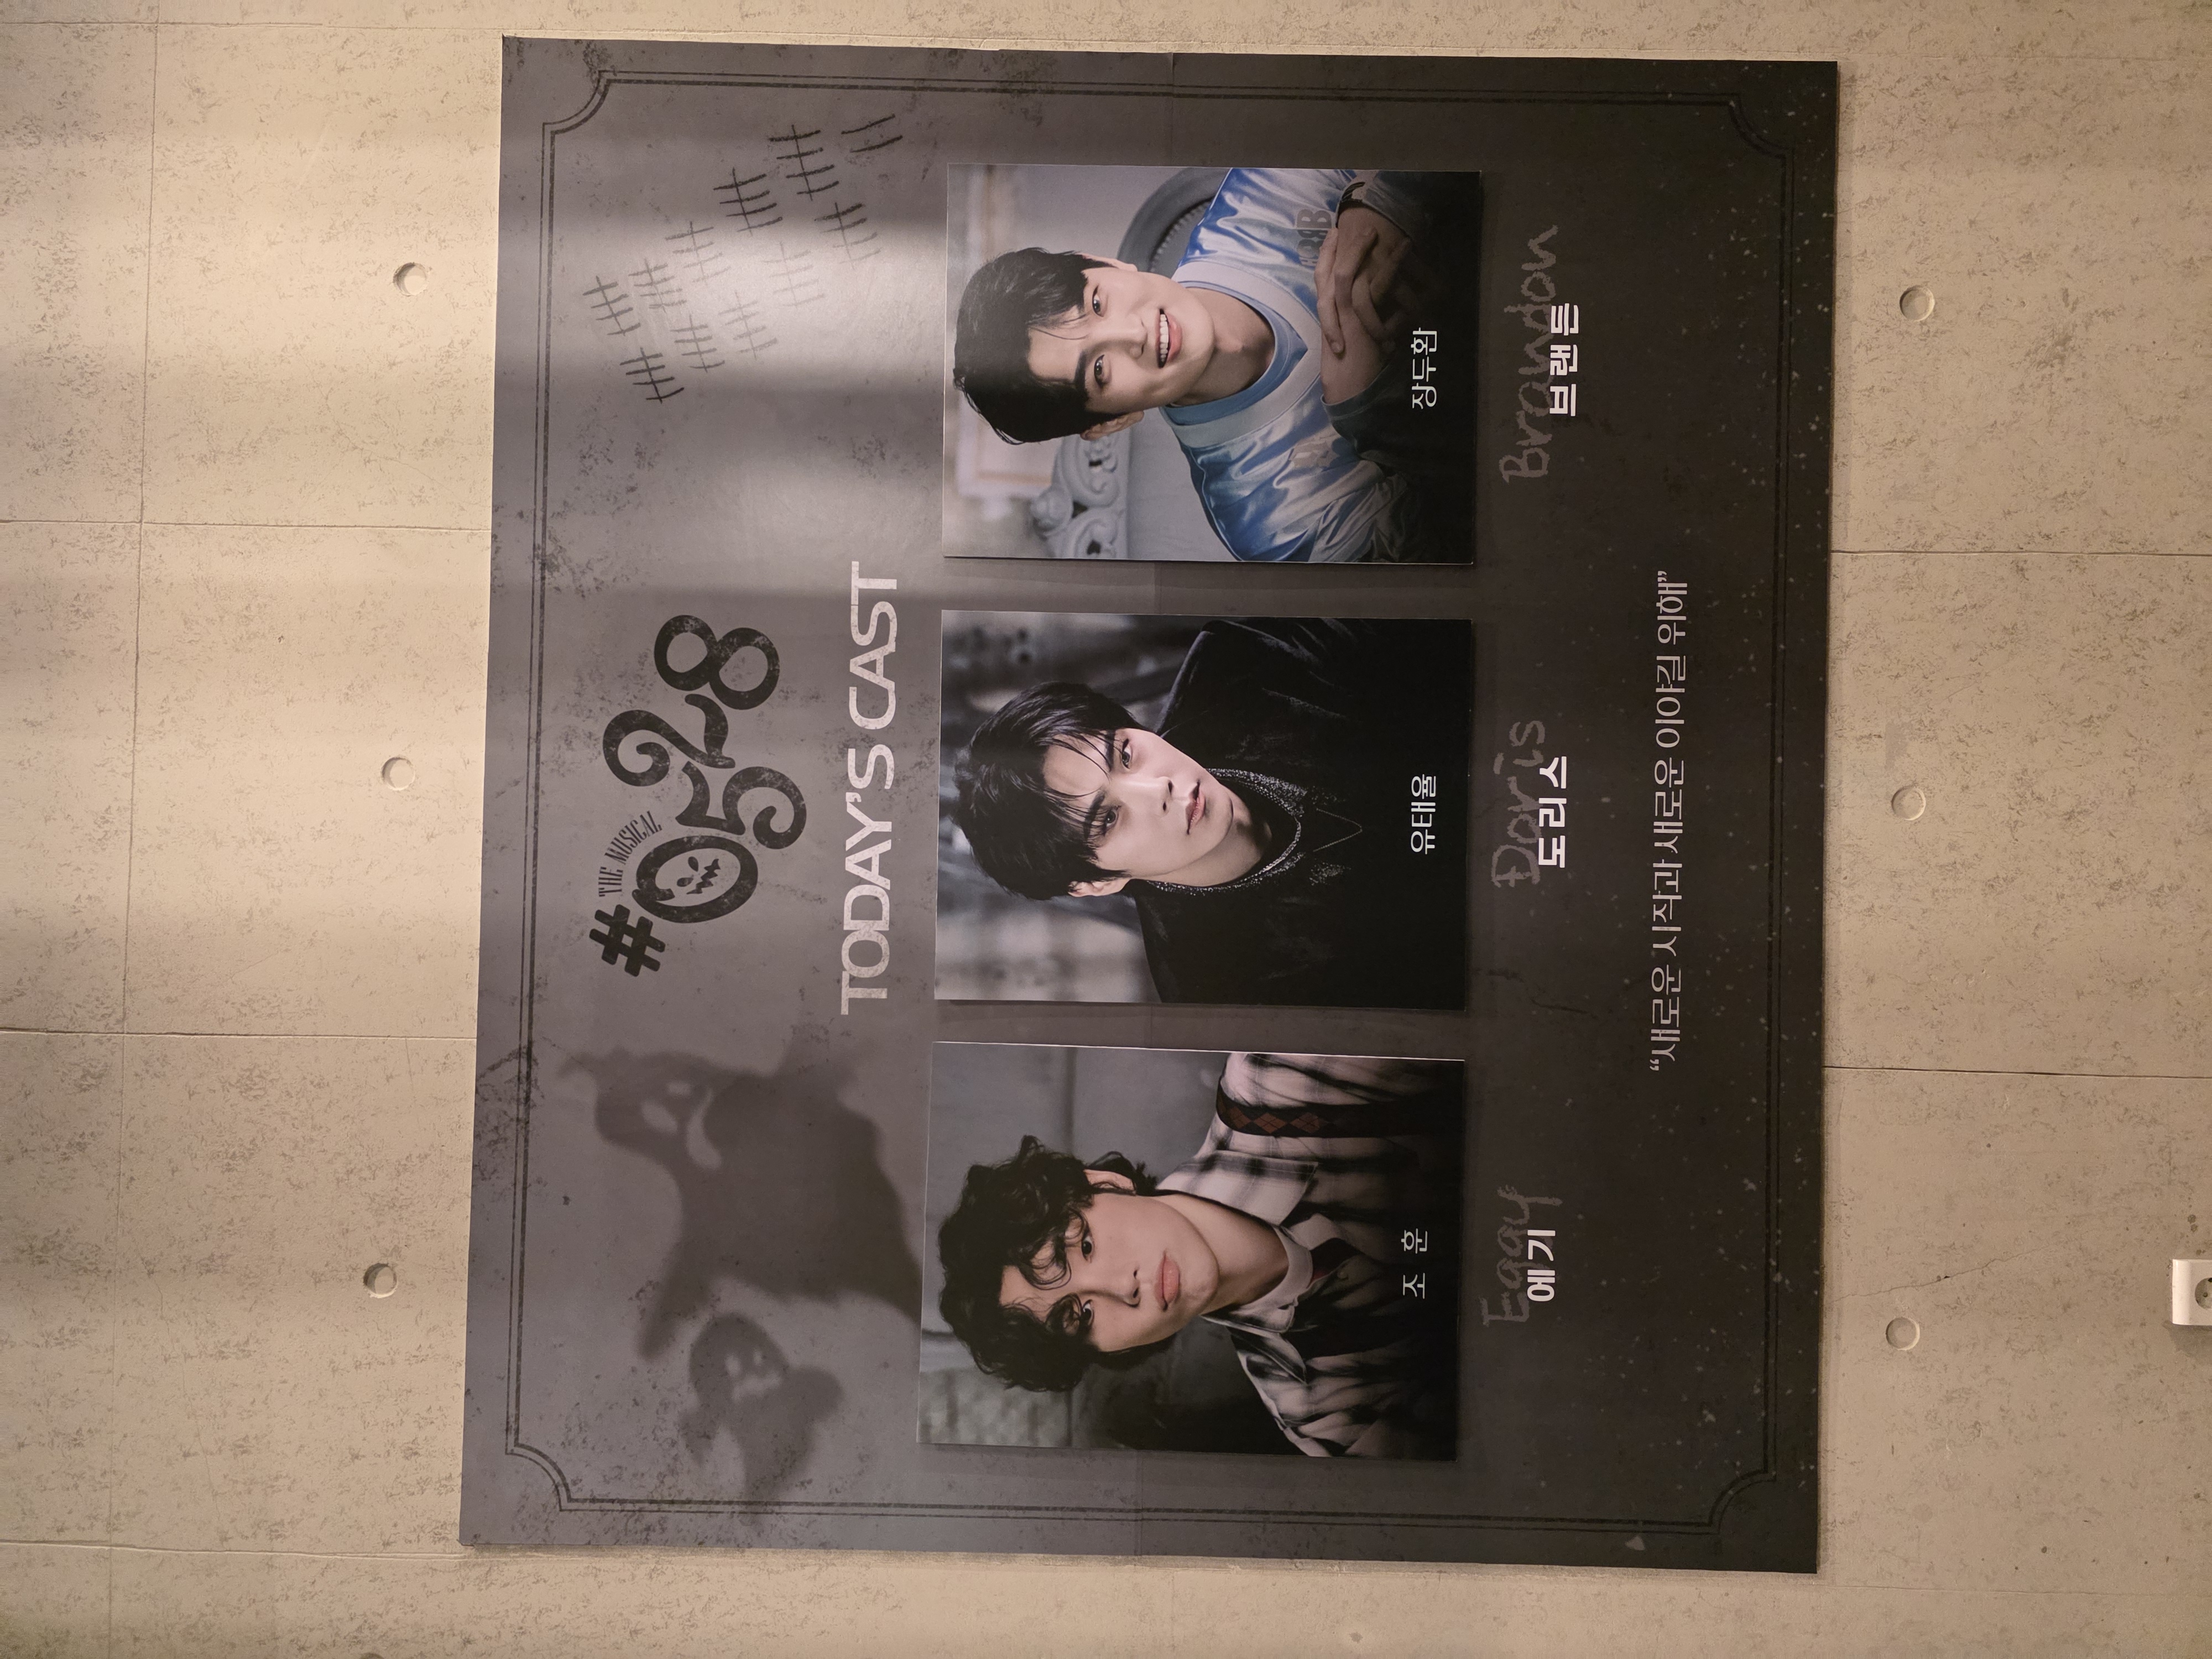 THE MUSICAL
#0528
TODAY'S CAST
조 훈
유태율
장두환
Eggy
Doris
Brandon
에기
도리스
브랜든
“새로운 시작과 새로운 이야길 위해”